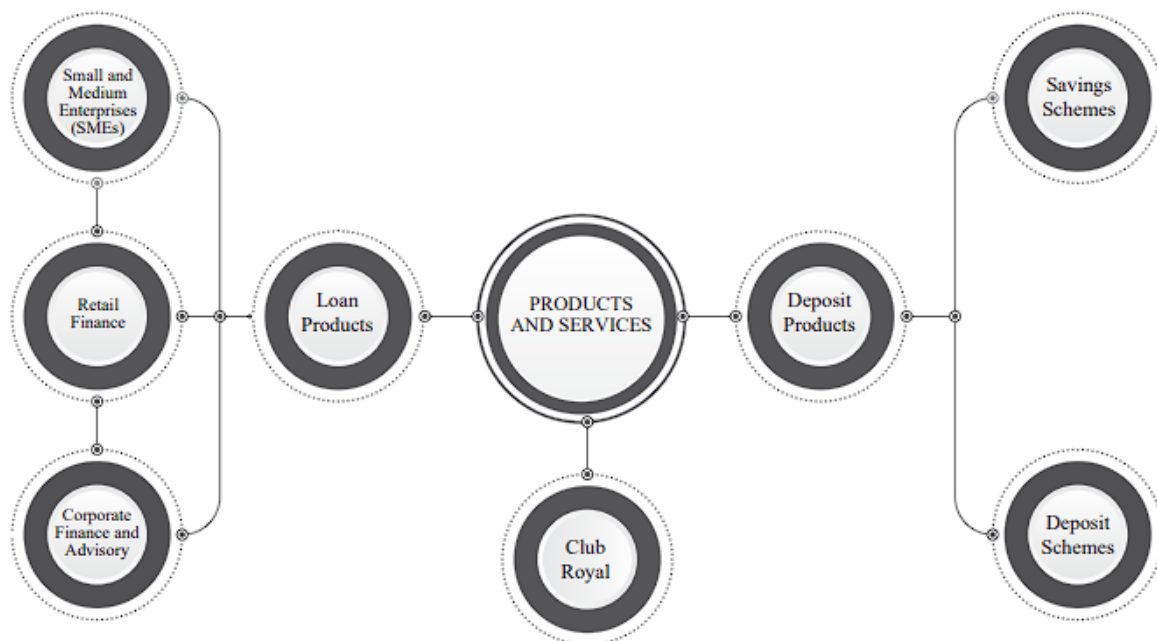 Small and
Medium
Enterprises
(SMEs)
Savings
Schemes
Retail
Finance
Loan
Products
PRODUCTS
AND SERVICES
Deposit
Products
Corporate
Finance and
Advisory
Club
Royal
Deposit
Schemes